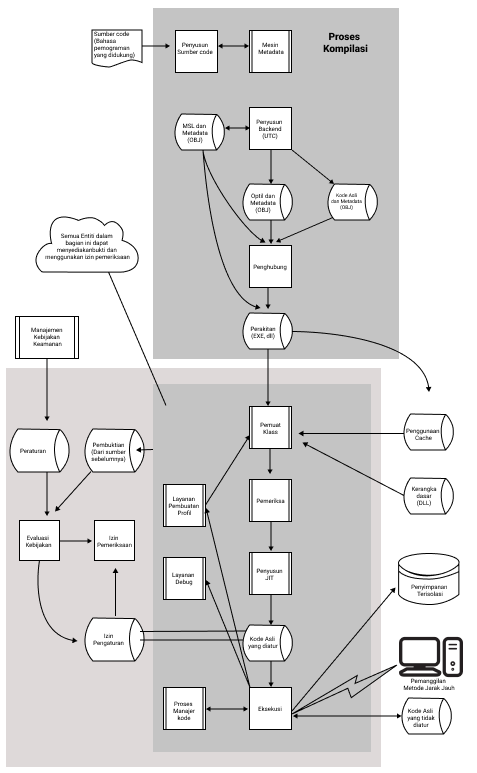 Proses
Kompilasi
Sumber code
(Bahasa
pemograman
yang didukung)
Penyusun
Sumber code
Mesin
Metadata
MSL dan
Metadata
(OBJ)
Penyusun
Backend
(UTC)
Optil dan
Metadata
(OBJ)
Kode Asli
dan Metadata
(OBJ)
Penghubung
Semua Entiti dalam
bagian ini dapat
menyediakanbukti dan
menggunakan izin pemeriksaan
Perakitan
(EXE, dll)
Manajemen
Kebijakan
Keamanan
Pemuat
Klass
Penggunaan
Cache
Peraturan
Pembuktian
(Dari sumber
sebelumnya)
Layanan
Pembuatan
Profil
Pemeriksa
Kerangka
dasar
(DLL)
Evaluasi
Kebijakan
Izin
Pemeriksaan
Layanan
Debug
Penyusun
JIT
Penyimpanan
Terisolasi
Izin
Pengaturan
Kode Asli
yang diatur
Pemanggilan
Metode Jarak Jauh
Proses
Manajer
kode
Eksekusi
Kode Asli
yang tidak
diatur